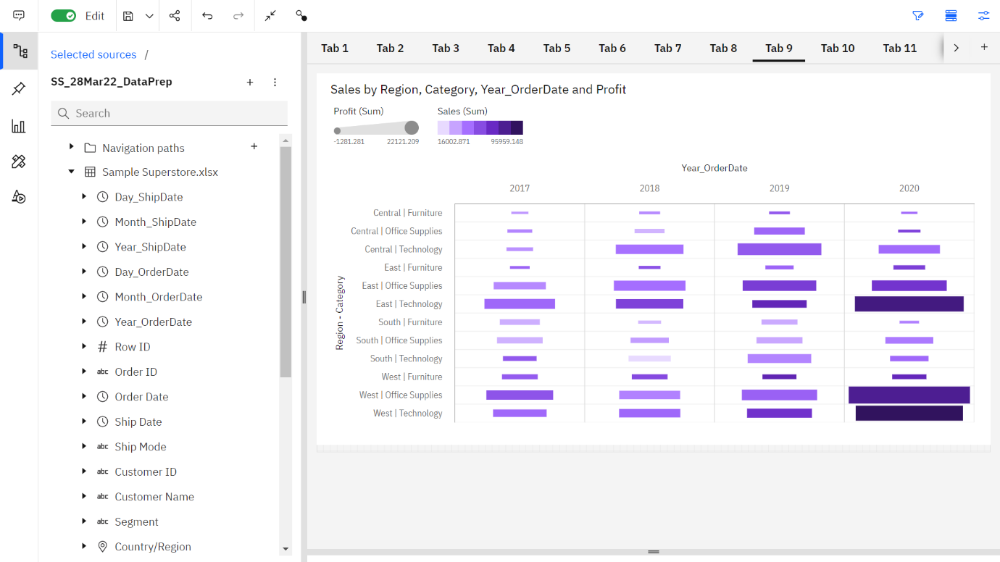 Edit
Selected sources /
SS_28Mar22_DataPrep
Search
Navigation paths
Sample Superstore.xlsx
Day_ShipDate
Month_ShipDate
Year_ShipDate
Day_OrderDate
Month_OrderDate
Year_OrderDate
# Row ID
abc Order ID
Order Date
Ship Date
abc Ship Mode
abc Customer ID
abc Customer Name
abc Segment
Country/Region
Tab 1 Tab 2 Tab 3 Tab 4 Tab 5 Tab 6 Tab 7 Tab 8 Tab 9 Tab 10 Tab 11
Sales by Region, Category, Year_OrderDate and Profit
Profit (Sum) Sales (Sum)
-1281.281 22121.209 16002.871 95959.148
Year_OrderDate
2017 2018 2019 2020
Region - Category
Central | Furniture
Central | Office Supplies
Central | Technology
East | Furniture
East | Office Supplies
East | Technology
South | Furniture
South | Office Supplies
South | Technology
West | Furniture
West | Office Supplies
West | Technology